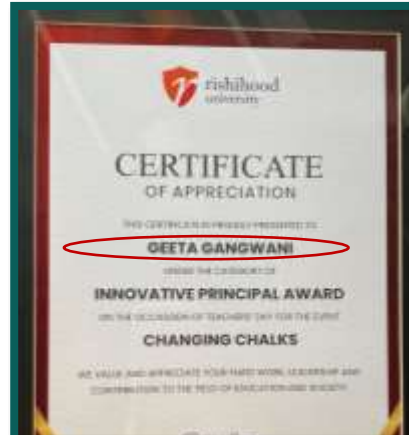 rishihood
university
CERTIFICATE
OF APPRECIATION
THIS CERTIFICATE IS PROUDLY PRESENTED TO
GEETA GANGWANI
UNDER THE CATEGORY OF
INNOVATIVE PRINCIPAL AWARD
ON THE OCCASION OF TEACHERS' DAY FOR THE EVENT
CHANGING CHALKS
WE VALUE AND APPRECIATE YOUR HARD WORK, LEADERSHIP AND
CONTRIBUTION TO THE FIELD OF EDUCATION AND SOCIETY